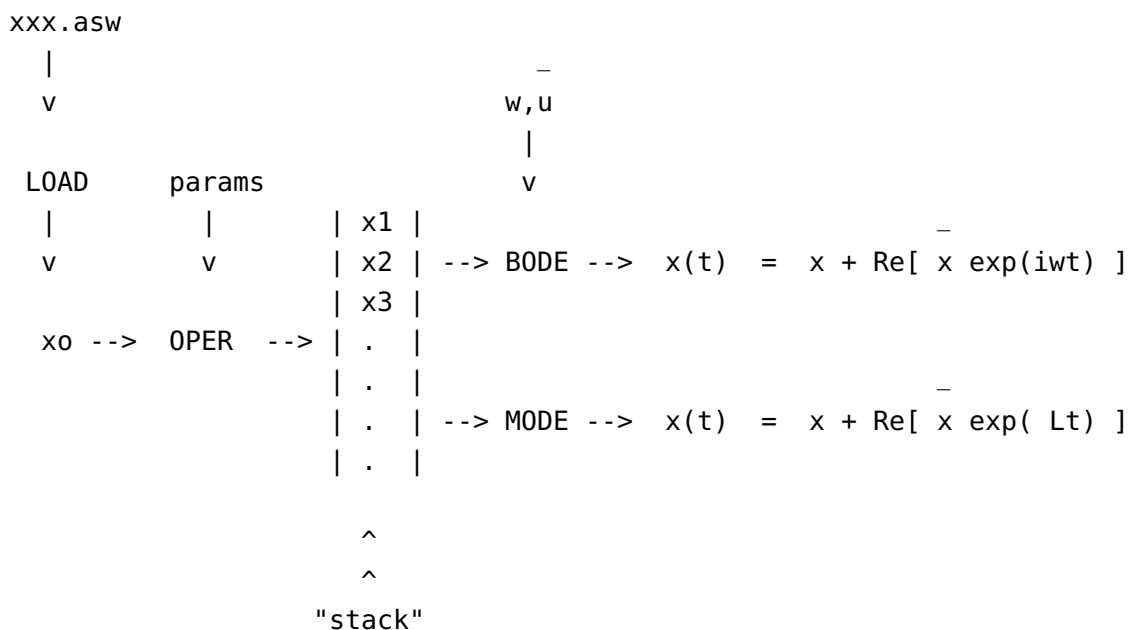 xxx.asw
  |                              _
  v                            w,u
                                |
 LOAD     params                v
  |         |       | x1 |                               _
  v         v       | x2 | --> BODE -->  x(t)  =  x + Re[ x exp(iwt) ]
                    | x3 |
  xo -->  OPER  --> | .  |
                    | .  |                               _
                    | .  | --> MODE -->  x(t)  =  x + Re[ x exp( Lt) ]
                    | .  |
                      ^
                      ^
                   "stack"